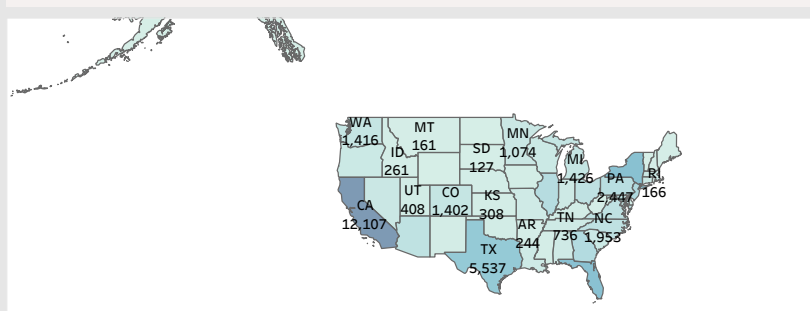 WA
1,416
MT
161
ID
261
SD
127
MN
1,074
MI
1,426
PA
2,447
RI
166
CA
12,107
UT
408
CO
1,402
KS
308
AR
244
TN
736
NC
1,953
TX
5,537